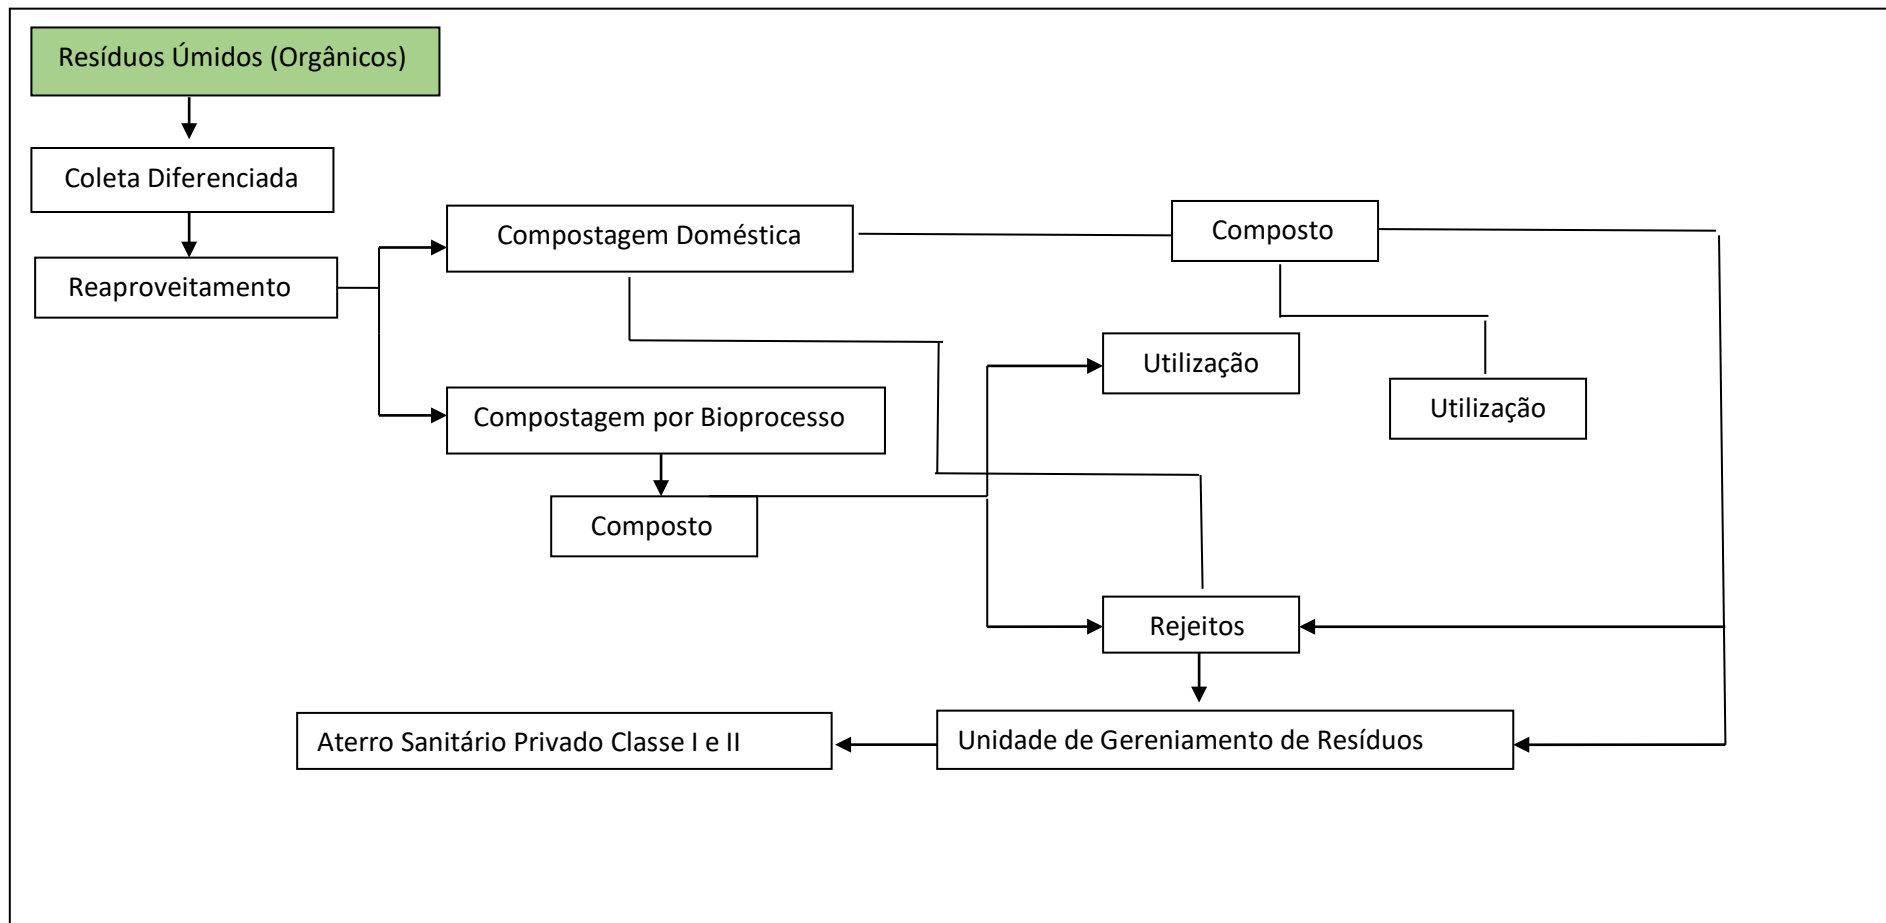 Resíduos Úmidos (Orgânicos)
Coleta Diferenciada
Reaproveitamento
Compostagem Doméstica
Composto
Utilização
Utilização
Compostagem por Bioprocesso
Composto
Rejeitos
Aterro Sanitário Privado Classe I e II
Unidade de Gereniamento de Resíduos